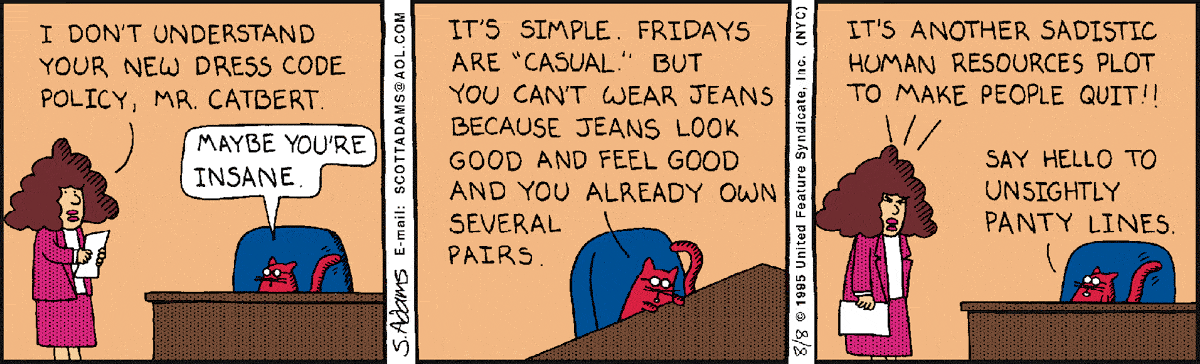 I DON'T UNDERSTAND
YOUR NEW DRESS CODE
POLICY, MR. CATBERT.
MAYBE YOU'RE
INSANE.
S. Adams E-mail: SCOTTADAMS@AOL.COM
IT'S SIMPLE. FRIDAYS
ARE "CASUAL." BUT
YOU CAN'T WEAR JEANS
BECAUSE JEANS LOOK
GOOD AND FEEL GOOD
AND YOU ALREADY OWN
SEVERAL
PAIRS.
8/8 © 1995 United Feature Syndicate, Inc. (NYC)
IT'S ANOTHER SADISTIC
HUMAN RESOURCES PLOT
TO MAKE PEOPLE QUIT!!
SAY HELLO TO
UNSIGHTLY
PANTY LINES.